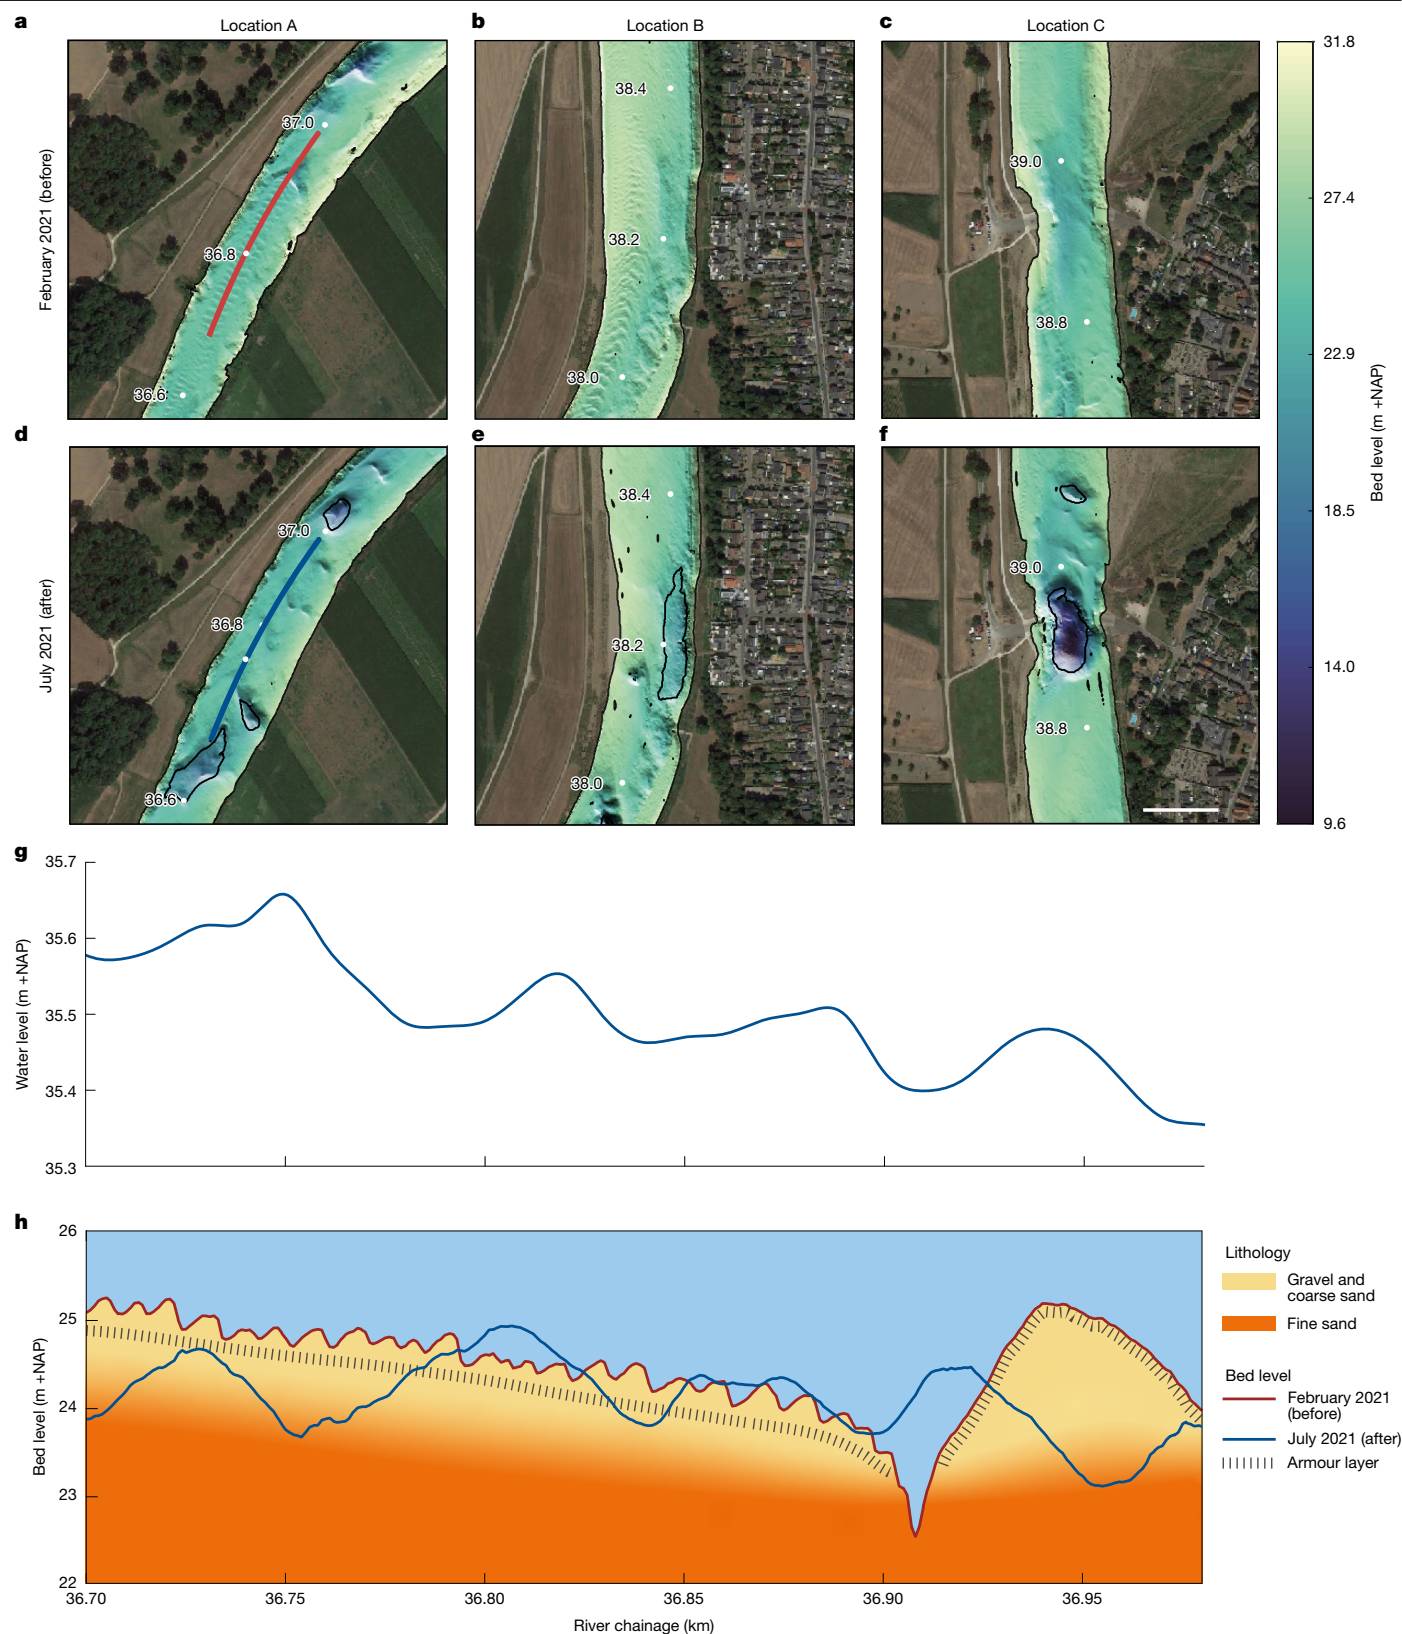 a
Location A
b
Location B
c
Location C
February 2021 (before)
37.0
36.8
36.6
38.4
38.2
38.0
39.0
38.8
31.8
27.4
22.9
18.5
14.0
9.6
Bed level (m +NAP)
d
e
f
July 2021 (after)
37.0
36.8
36.6
38.4
38.2
38.0
39.0
38.8
g
35.7
35.6
35.5
35.4
35.3
Water level (m +NAP)
h
26
25
24
23
22
Bed level (m +NAP)
36.70
36.75
36.80
36.85
36.90
36.95
River chainage (km)
Lithology
Gravel and
coarse sand
Fine sand
Bed level
February 2021
(before)
July 2021 (after)
Armour layer